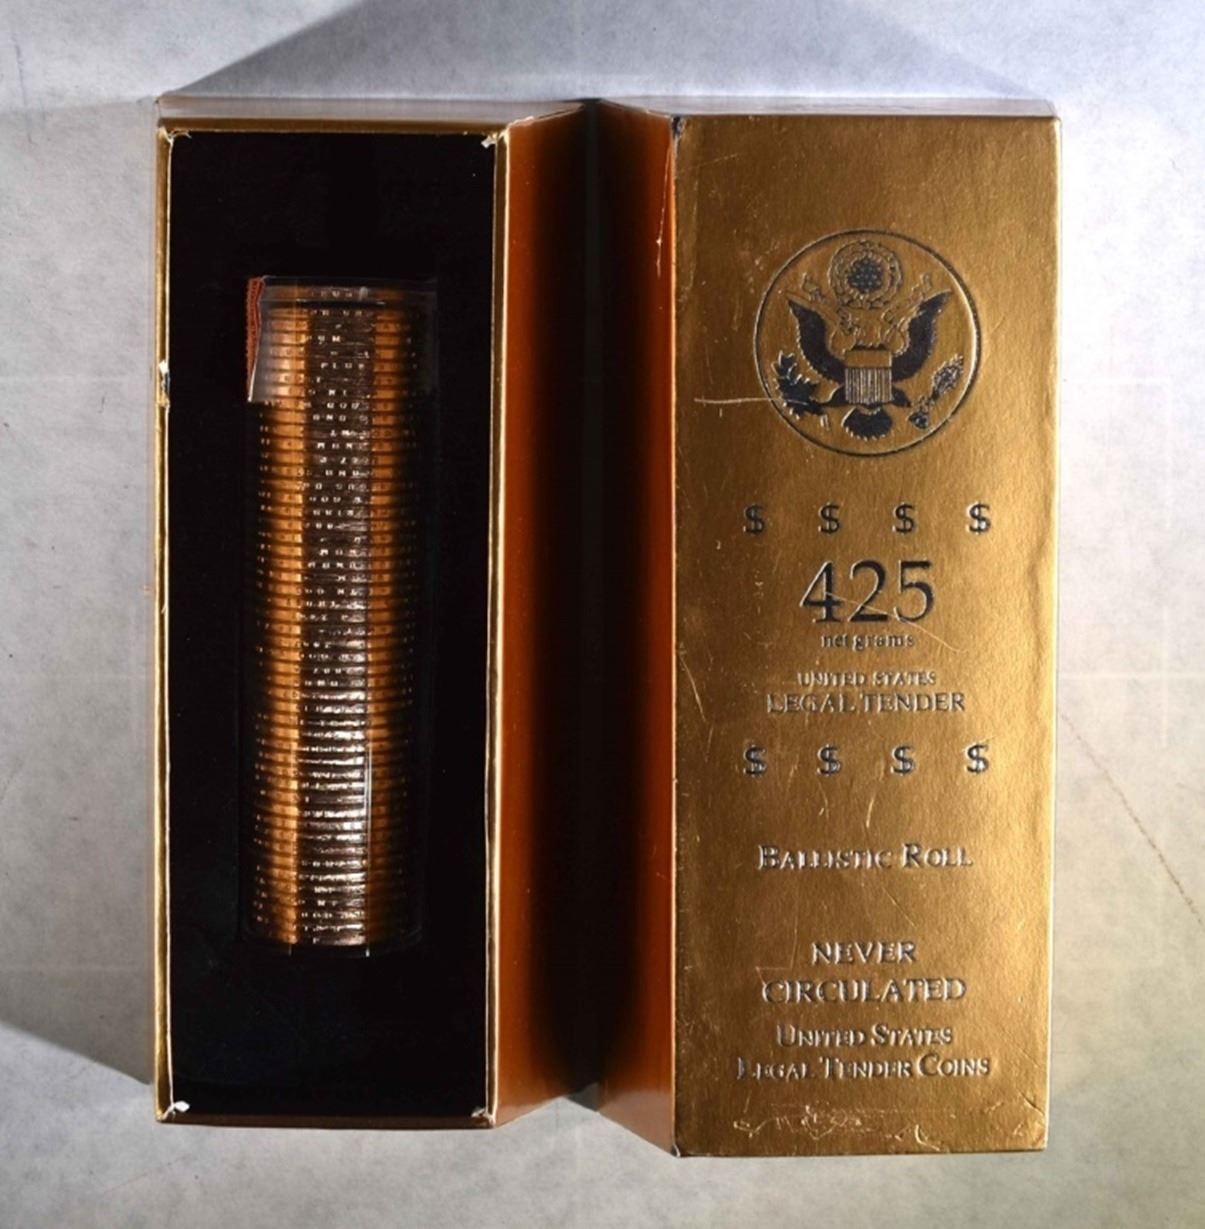 $ $ $ $
425
net grams
UNITED STATES
LEGAL TENDER
$ $ $ $
BALLISTIC ROLL
NEVER
CIRCULATED
UNITED STATES
LEGAL TENDER COINS